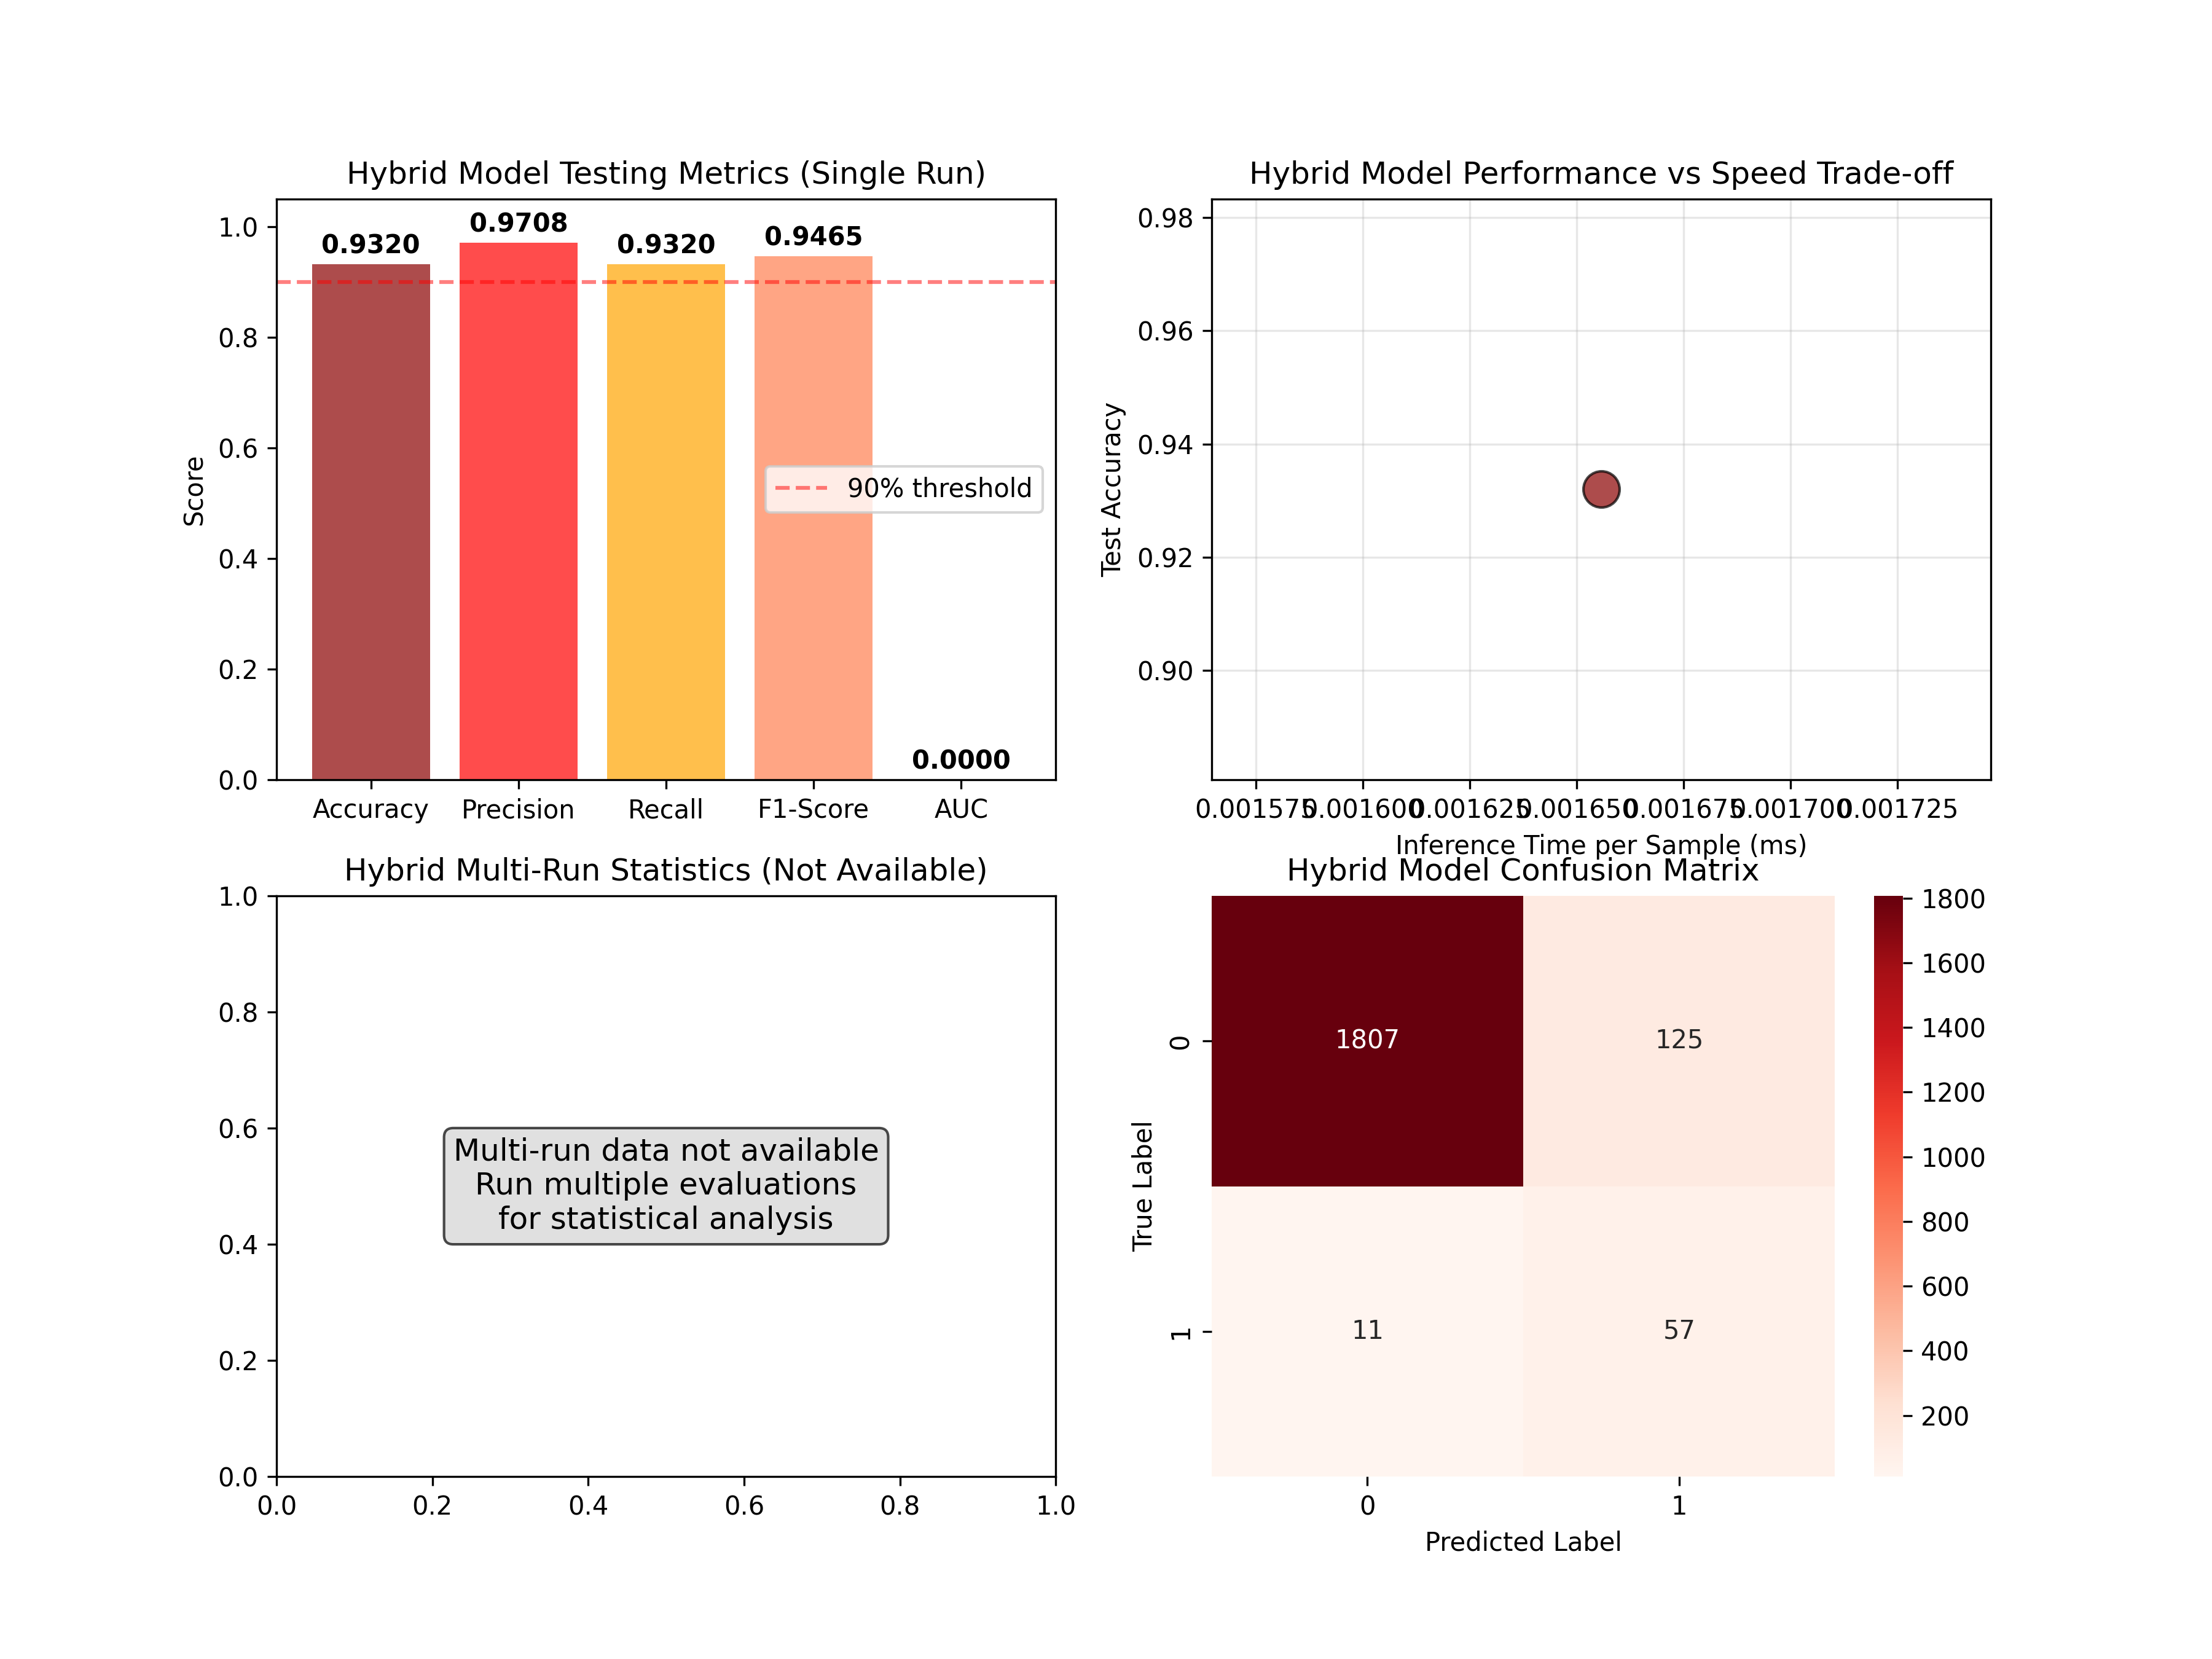 Hybrid Model Testing Metrics (Single Run)
Score
1.0
0.8
0.6
0.4
0.2
0.0
0.9320
0.9708
0.9320
0.9465
0.0000
90% threshold
Accuracy
Precision
Recall
F1-Score
AUC
Hybrid Model Performance vs Speed Trade-off
Test Accuracy
0.98
0.96
0.94
0.92
0.90
0.001575
0.001600
0.001625
0.001650
0.001675
0.001700
0.001725
Inference Time per Sample (ms)
Hybrid Multi-Run Statistics (Not Available)
1.0
0.8
0.6
0.4
0.2
0.0
Multi-run data not available
Run multiple evaluations
for statistical analysis
0.0
0.2
0.4
0.6
0.8
1.0
Hybrid Model Confusion Matrix
True Label
0
1
1807
125
11
57
0
1
Predicted Label
1800
1600
1400
1200
1000
800
600
400
200